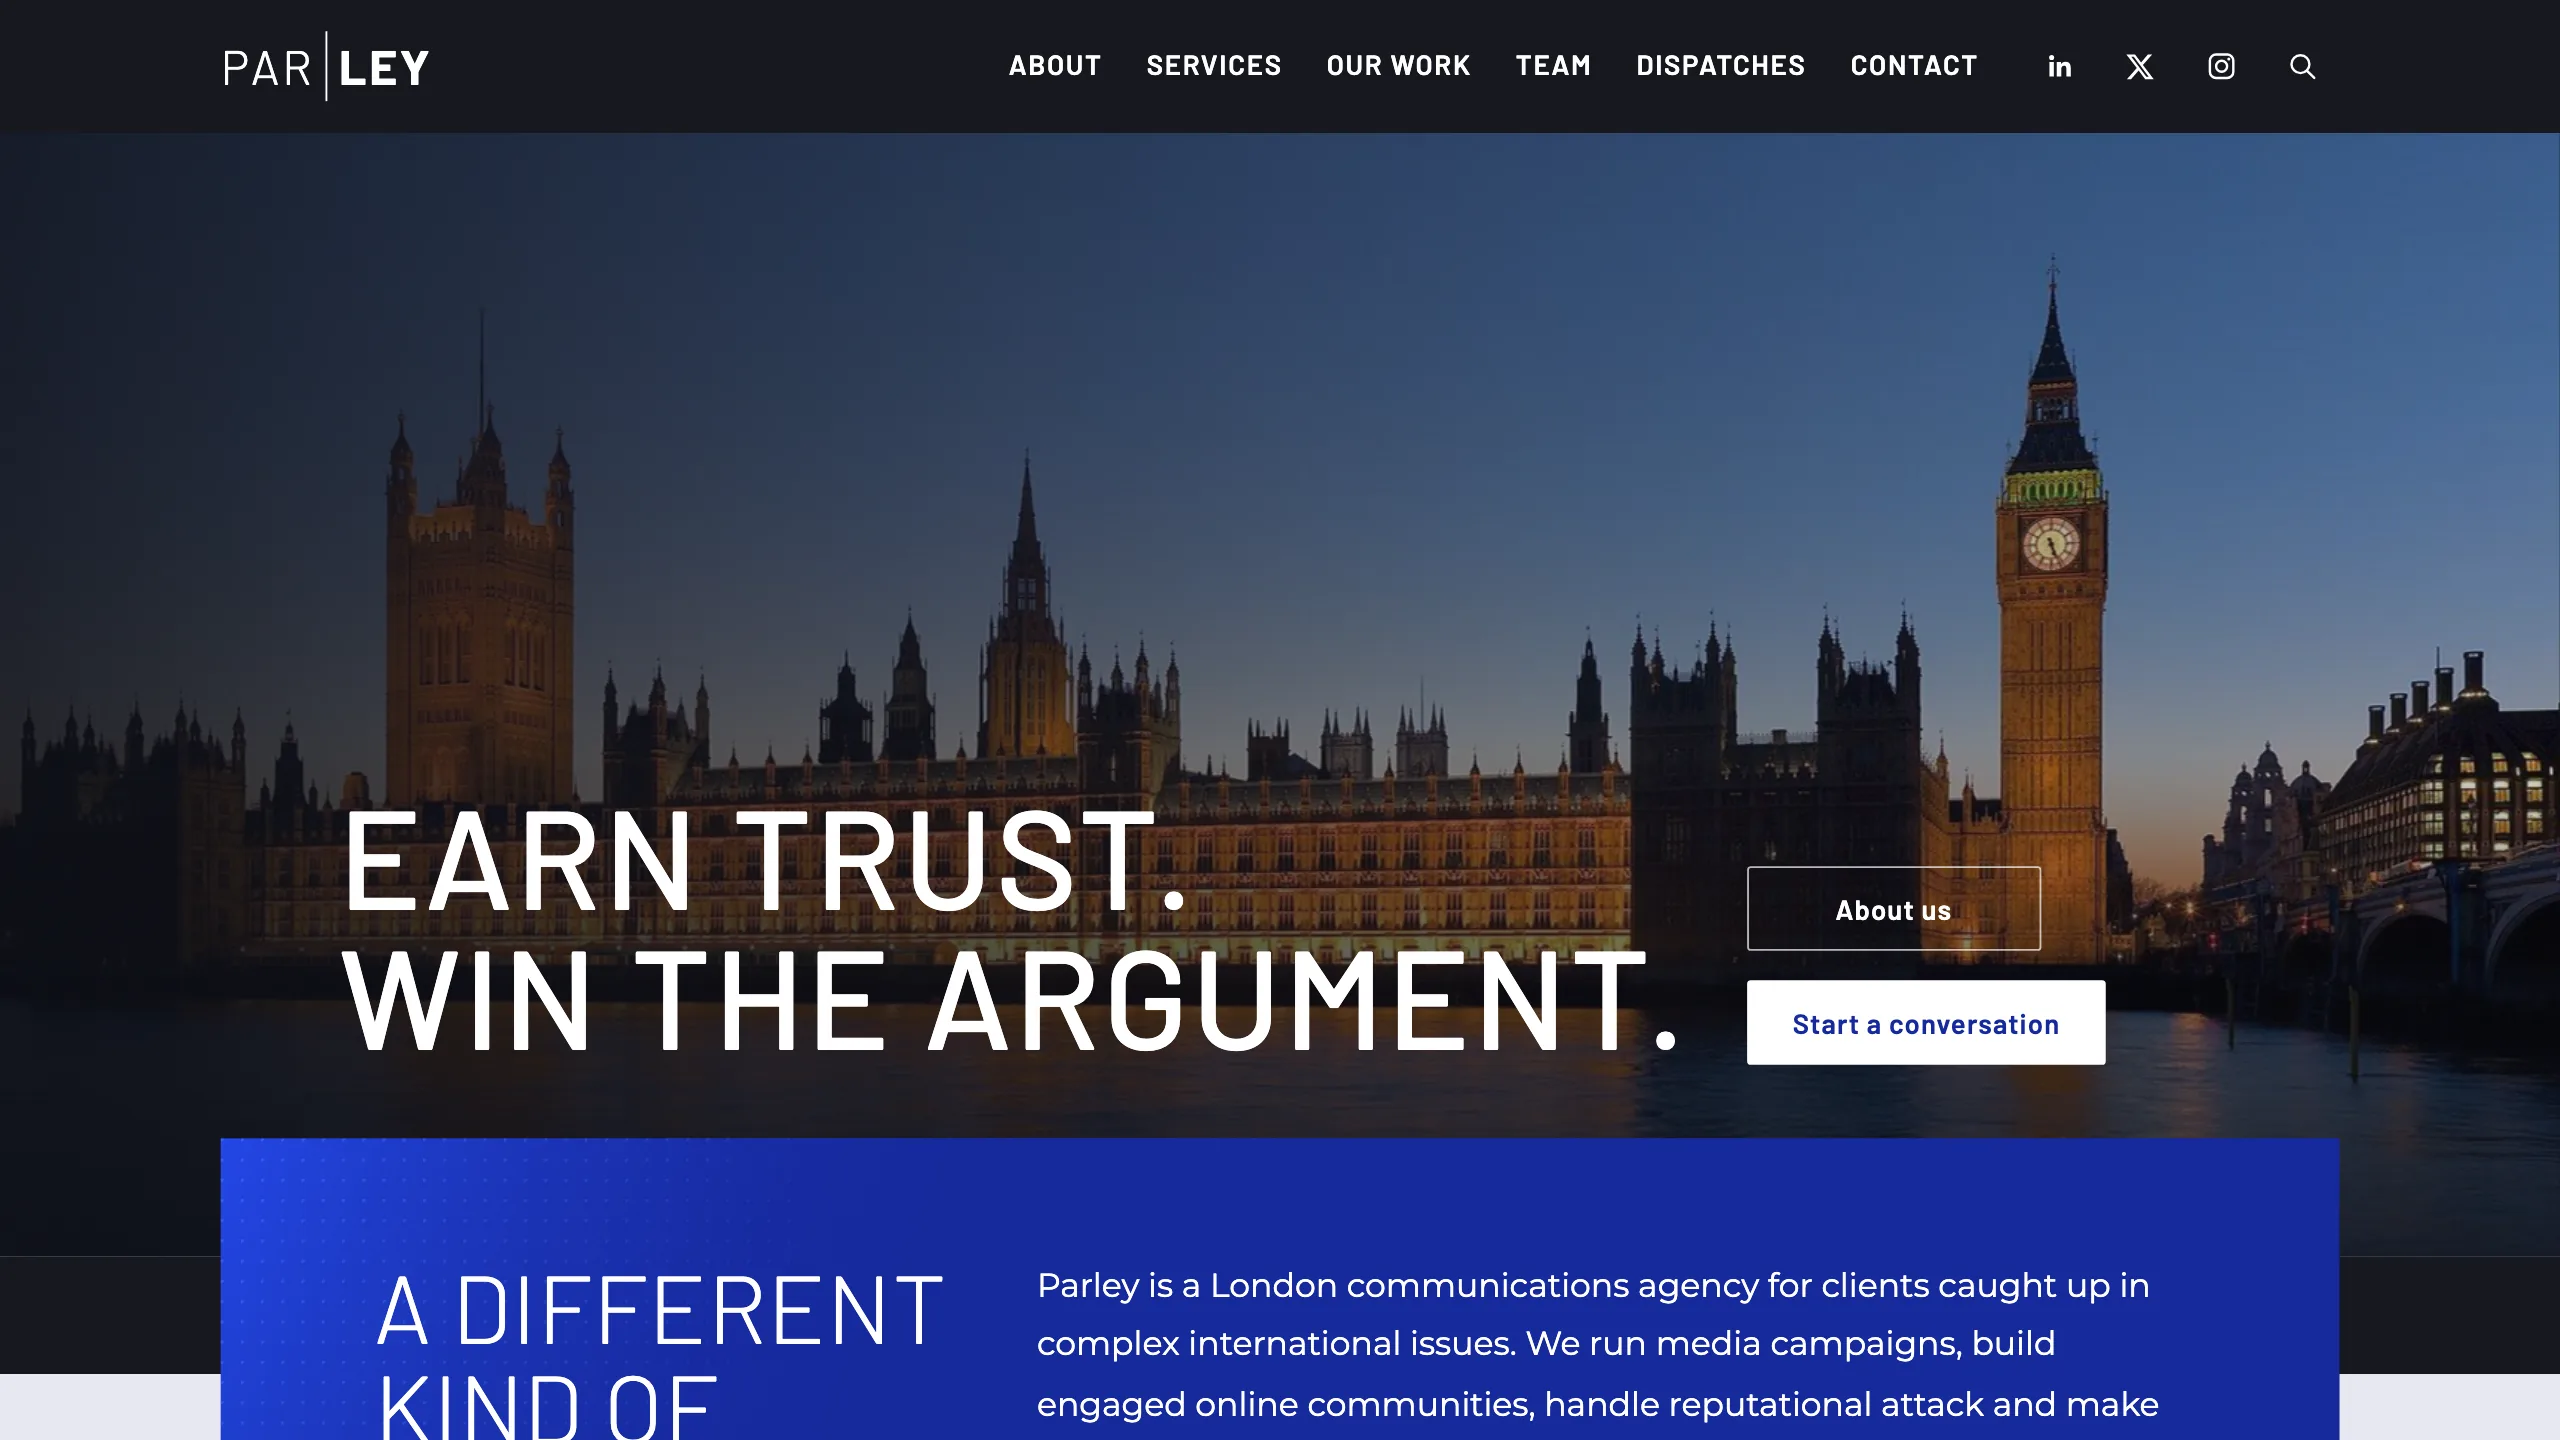 PAR|LEY
ABOUT SERVICES OUR WORK TEAM DISPATCHES CONTACT in X
EARN TRUST.
WIN THE ARGUMENT.
About us
Start a conversation
A DIFFERENT
KIND OF
Parley is a London communications agency for clients caught up in
complex international issues. We run media campaigns, build
engaged online communities, handle reputational attack and make